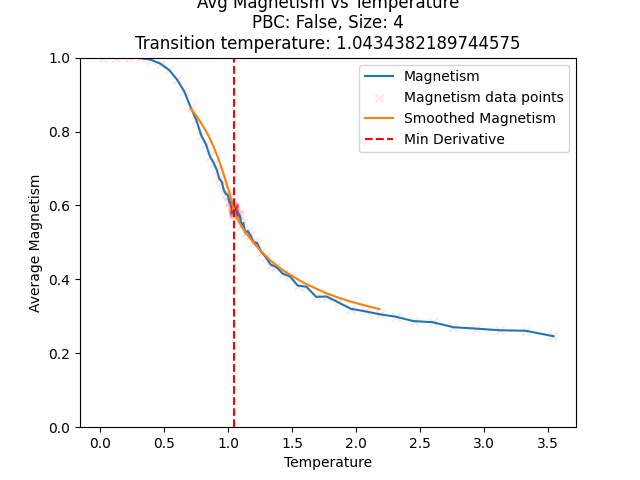 Avg Magnetism vs Temperature
PBC: False, Size: 4
Transition temperature: 1.0434382189744575
1.0
0.8
0.6
0.4
0.2
0.0
Average Magnetism
Magnetism
Magnetism data points
Smoothed Magnetism
Min Derivative
0.0 0.5 1.0 1.5 2.0 2.5 3.0 3.5
Temperature